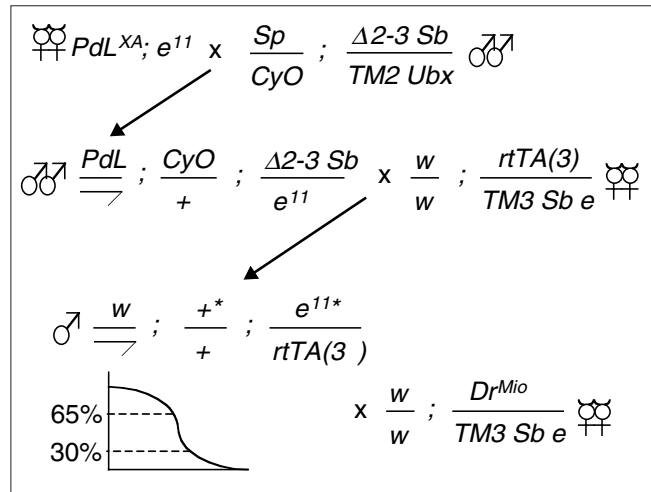 PdL^XA; e^11 x Sp/CyO ; Δ2-3 Sb/TM2 Ubx
PdL ; CyO/+ ; Δ2-3 Sb/e^11 x w/w ; rtTA(3)/TM3 Sb e
w ; +*/+ ; e^11*/rtTA(3 )
65%
30%
x w/w ; Dr^Mio/TM3 Sb e